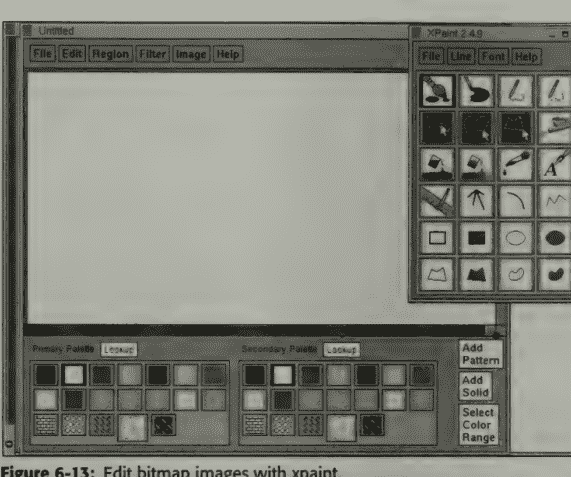 Untitled
File Edit Region Filter Image Help
XPaint 2.4.9
File Line Font Help
Primary Palette Lookup
Secondary Palette Lookup
Add Pattern
Add Solid
Select Color Range
Figure 6-13: Edit bitmap images with xpaint.